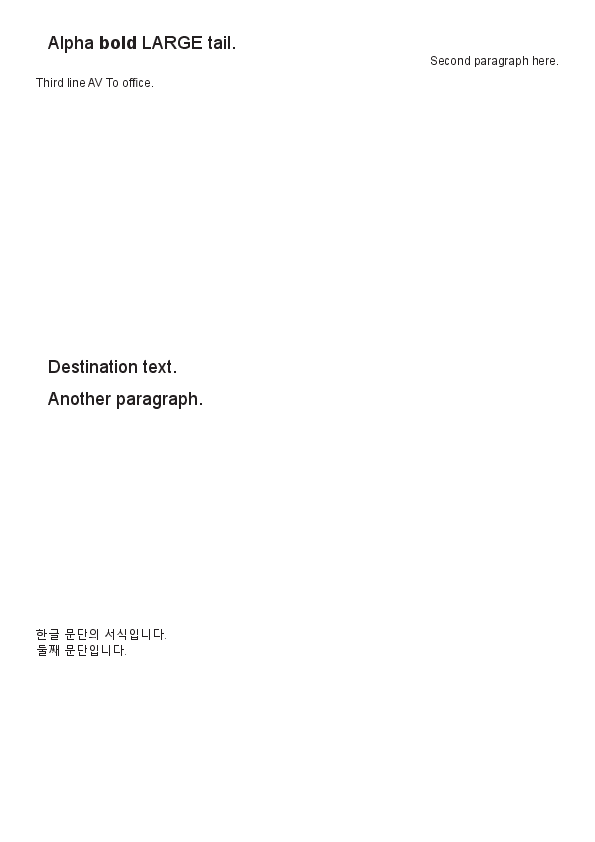 Alpha bold LARGE tail.
Second paragraph here.
Third line AV To office.
Destination text.
Another paragraph.
한글 문단의 서식입니다.
둘째 문단입니다.